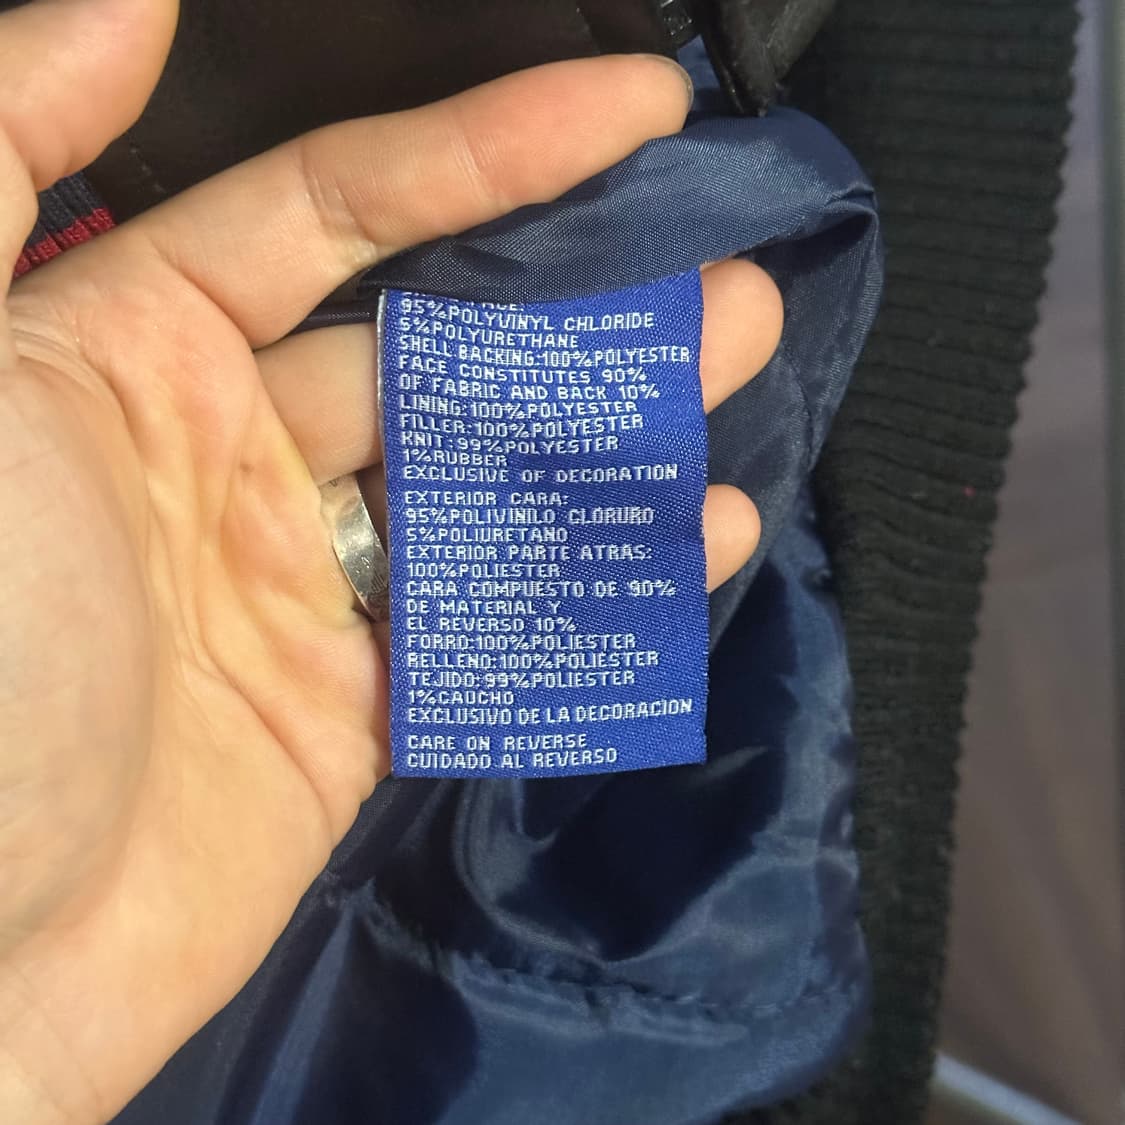 95%POLYVINYL CHLORIDE
5%POLYURETHANE
SHELL BACKING:100%POLYESTER
FACE CONSTITUTES 90%
OF FABRIC AND BACK 10%
LINING:100%POLYESTER
FILLER:100%POLYESTER
KNIT:99%POLYESTER
1%RUBBER
EXCLUSIVE OF DECORATION
EXTERIOR CARA:
95%POLIVINILO CLORURO
5%POLIURETANO
EXTERIOR PARTE ATRAS:
100%POLIESTER
CARA COMPUESTO DE 90%
DE MATERIAL Y
EL REVERSO 10%
FORRO:100%POLIESTER
RELLENO:100%POLIESTER
TEJIDO:99%POLIESTER
1%CAUCHO
EXCLUSIVO DE LA DECORACION
CARE ON REVERSE
CUIDADO AL REVERSO